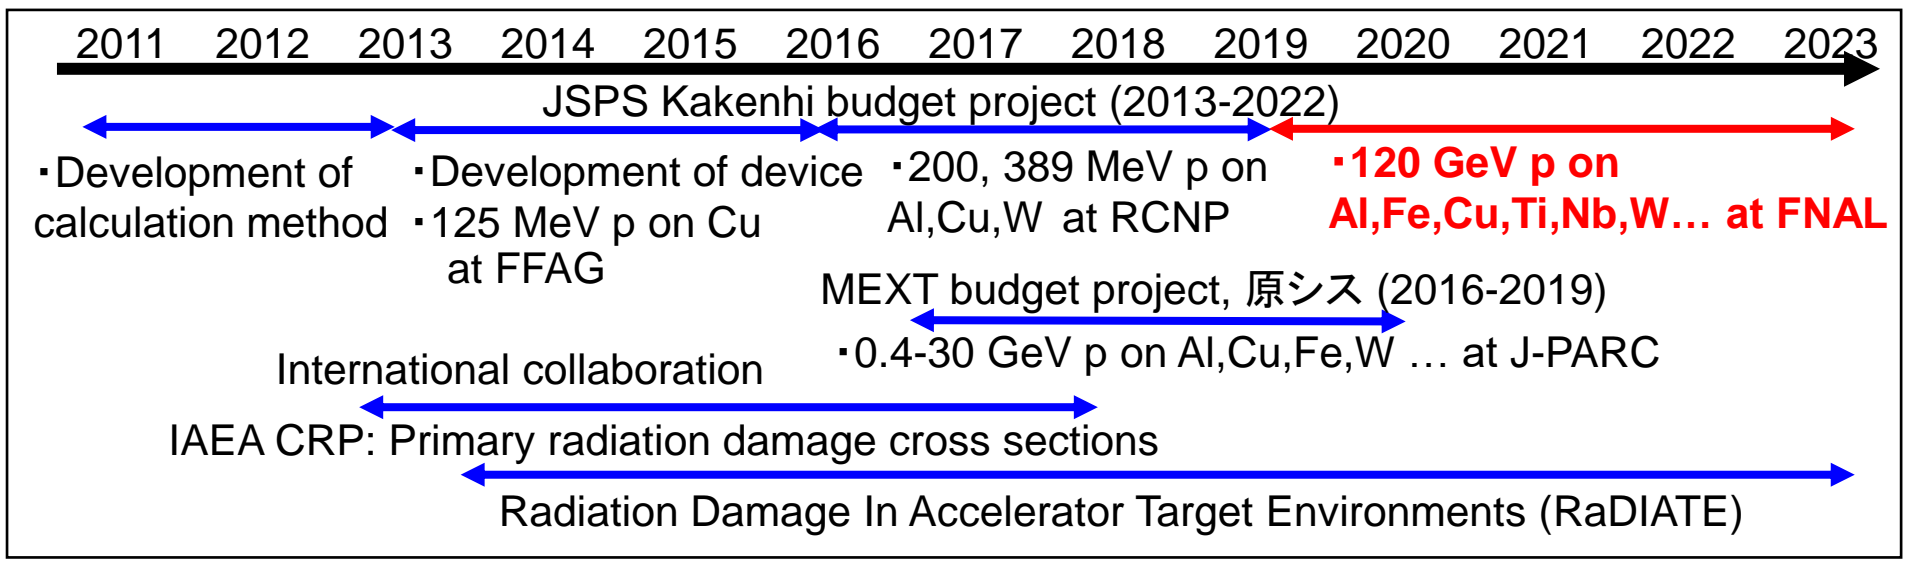 2011 2012 2013 2014 2015 2016 2017 2018 2019 2020 2021 2022 2023
JSPS Kakenhi budget project (2013-2022)
・Development of
calculation method
・Development of device
・125 MeV p on Cu
at FFAG
・200, 389 MeV p on
Al,Cu,W at RCNP
・120 GeV p on
Al,Fe,Cu,Ti,Nb,W… at FNAL
MEXT budget project, 原シス (2016-2019)
・0.4-30 GeV p on Al,Cu,Fe,W … at J-PARC
International collaboration
IAEA CRP: Primary radiation damage cross sections
Radiation Damage In Accelerator Target Environments (RaDIATE)